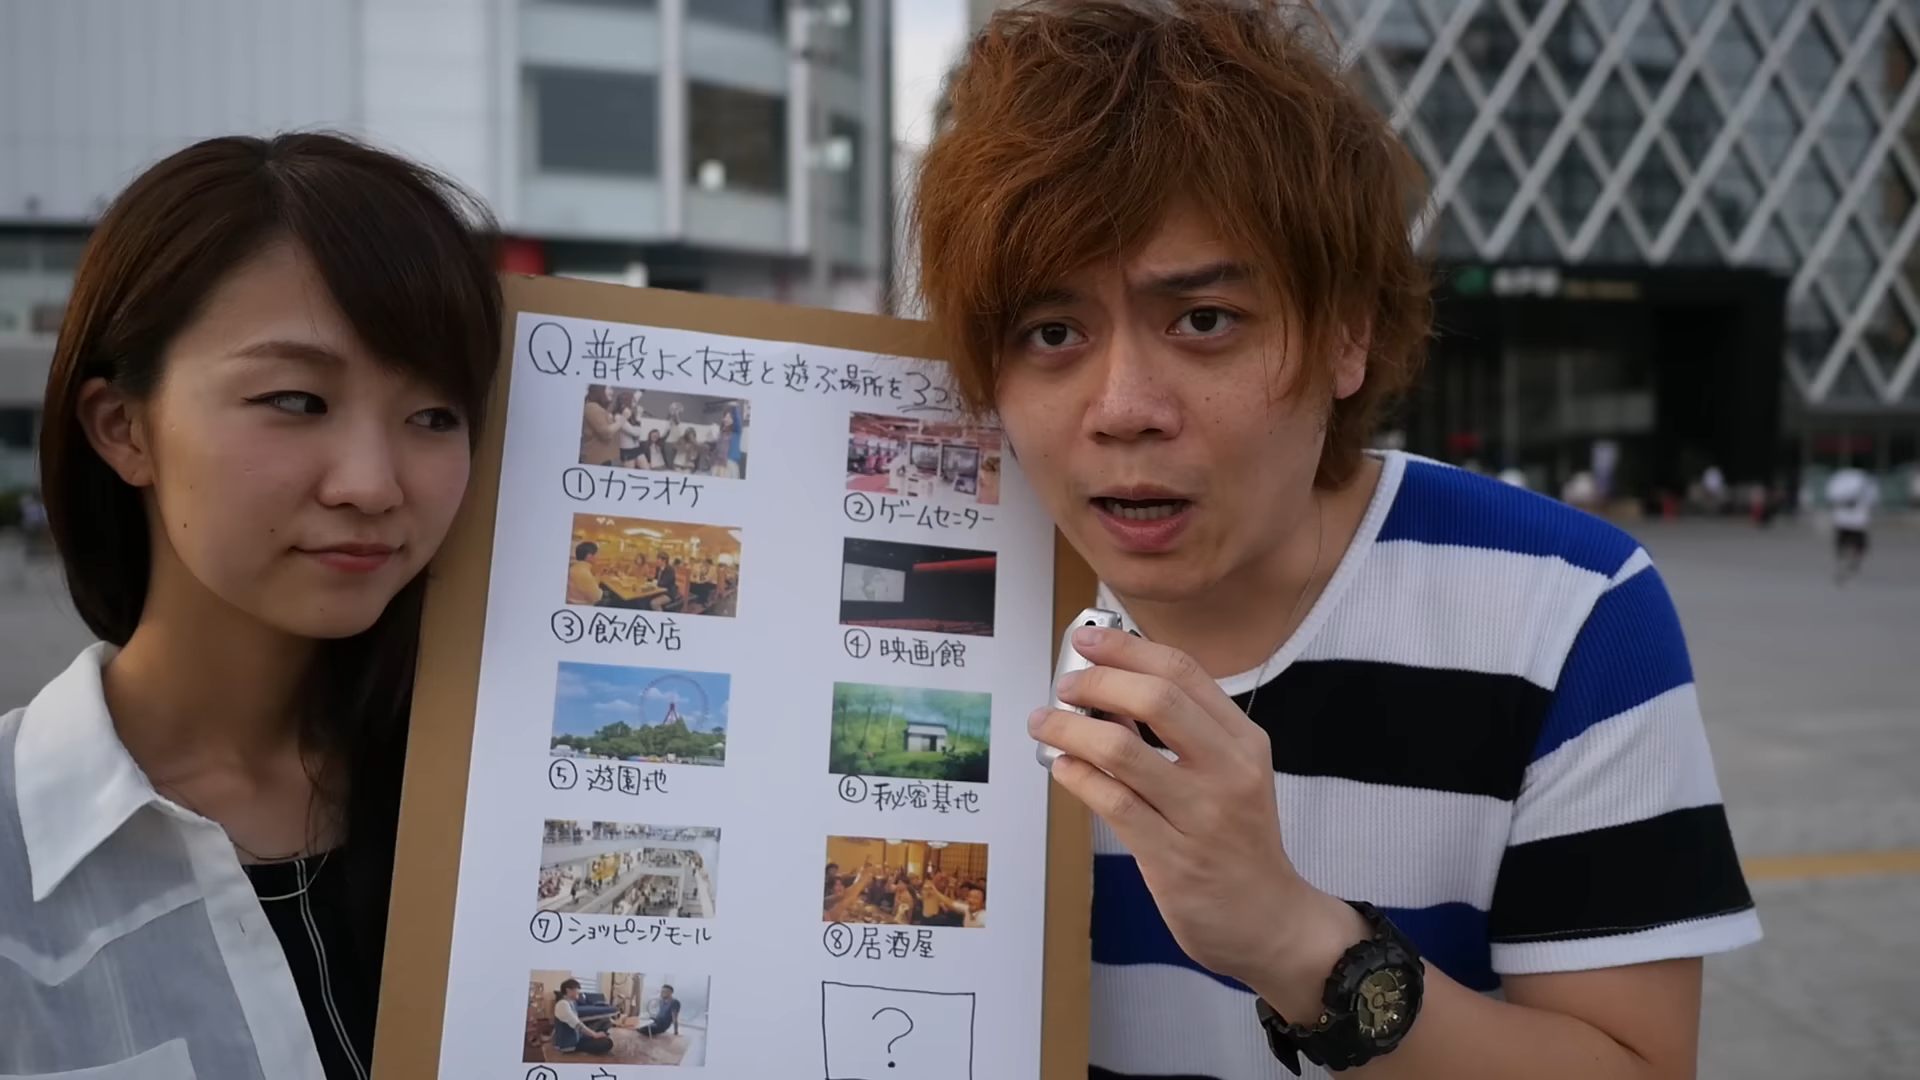 Q.普段よく友達と遊ぶ場所を3つ
①カラオケ
②ゲームセンター
③飲食店
④映画館
⑤遊園地
⑥秘密基地
⑦ショッピングモール
⑧居酒屋
?